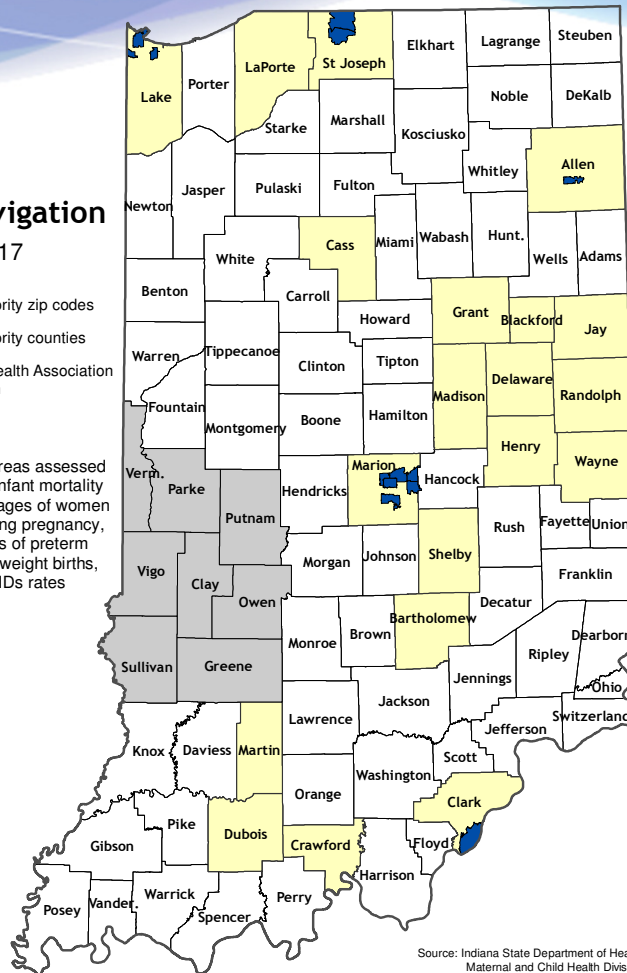 vigation
17
rity zip codes
rity counties
ealth Association
reas assessed
nfant mortality
ages of women
ng pregnancy,
s of preterm
weight births,
IDs rates
Steuben
Lagrange
Elkhart
St Joseph
LaPorte
Porter
Lake
DeKalb
Noble
Marshall
Starke
Kosciusko
Allen
Whitley
Fulton
Pulaski
Jasper
Newton
Hunt.
Wabash
Miami
Cass
White
Wells
Adams
Benton
Carroll
Howard
Grant
Blackford
Jay
Warren
Tippecanoe
Clinton
Tipton
Madison
Delaware
Randolph
Fountain
Montgomery
Boone
Hamilton
Henry
Wayne
Verm.
Parke
Putnam
Hendricks
Marion
Hancock
Rush
Fayette
Union
Vigo
Clay
Owen
Morgan
Johnson
Shelby
Franklin
Decatur
Sullivan
Greene
Monroe
Brown
Bartholomew
Dearborn
Ripley
Jennings
Ohio
Switzerland
Jefferson
Jackson
Lawrence
Knox
Daviess
Martin
Scott
Washington
Orange
Clark
Pike
Dubois
Gibson
Crawford
Floyd
Harrison
Posey
Vander.
Warrick
Spencer
Perry
Source: Indiana State Department of Hea
Maternal and Child Health Divis